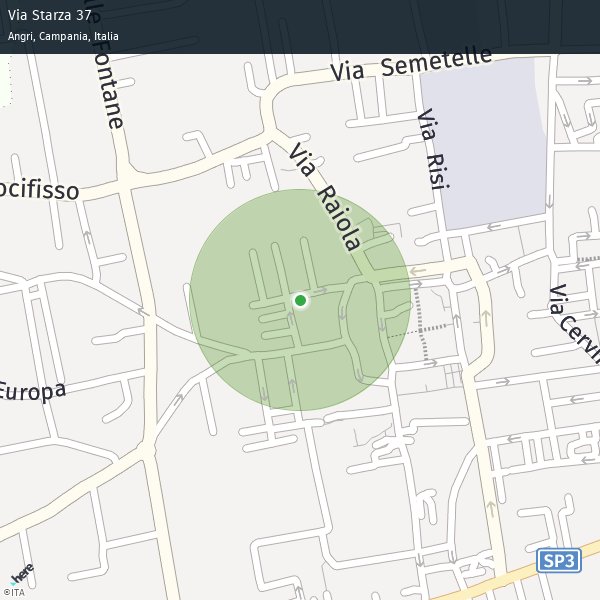 Via Starza 37
Angri, Campania, Italia
Via Semetelle
Fontane
Via Risi
Via Raiola
ocifisso
Via Cervin
Europa
SP3
here
©ITA